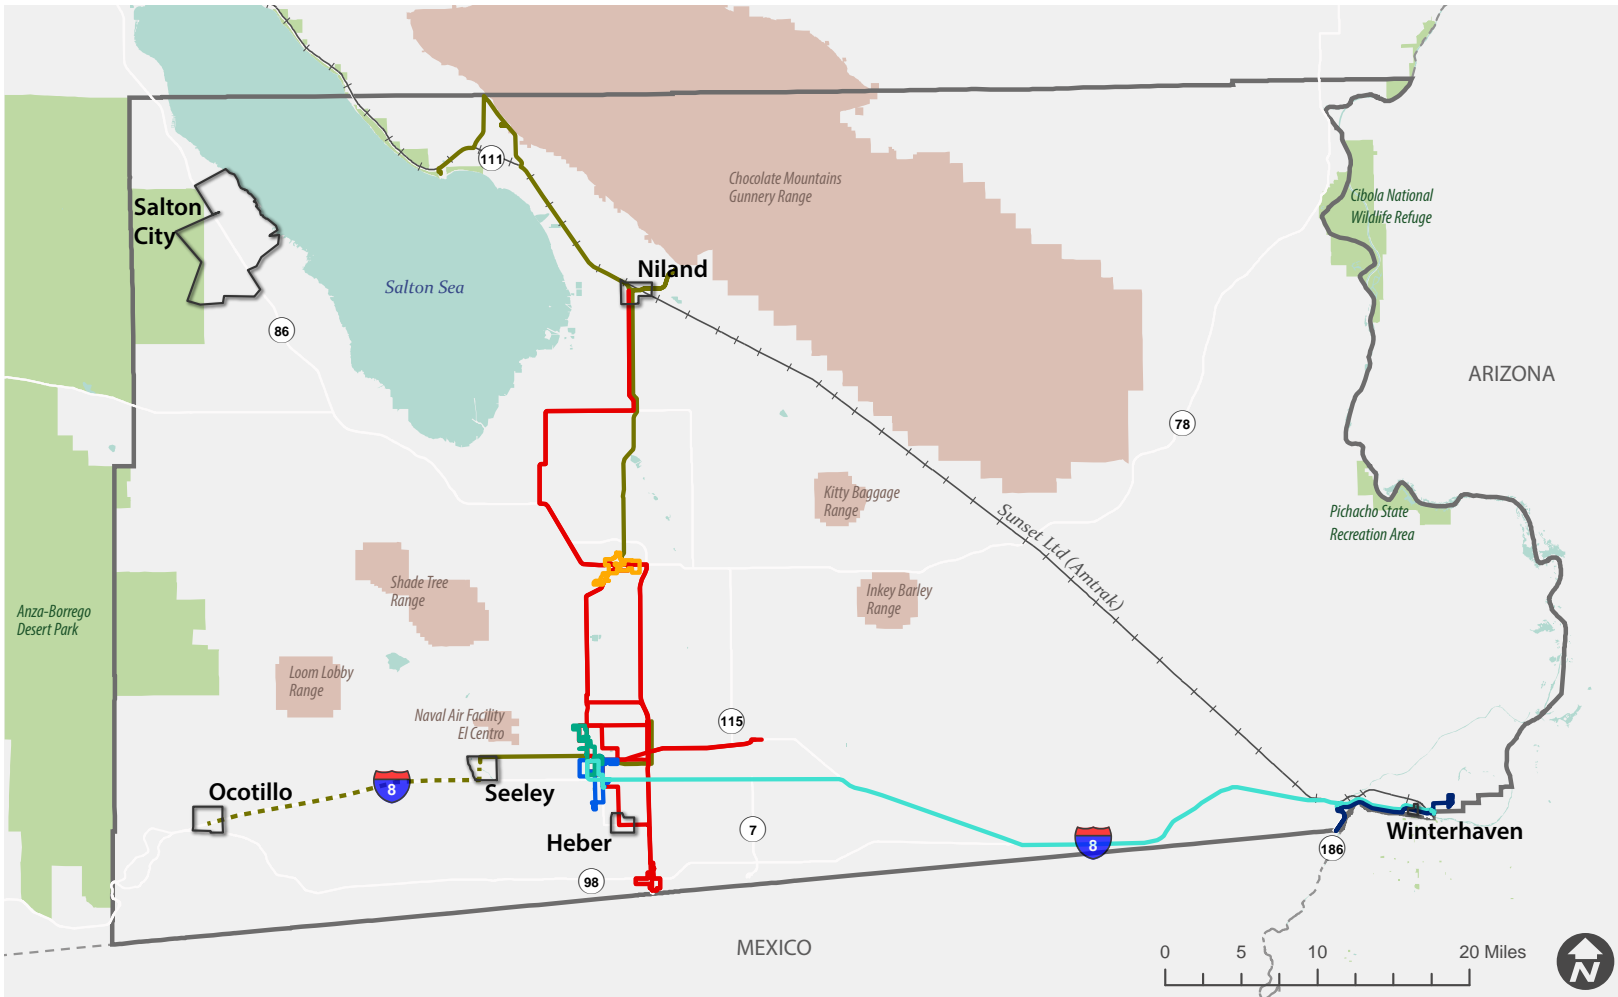 111
Chocolate Mountains
Gunnery Range
Cibola National
Wildlife Refuge
Salton
City
Niland
Salton Sea
86
ARIZONA
78
Kitty Baggage
Range
Sunset Ltd (Amtrak)
Pichacho State
Recreation Area
Shade Tree
Range
Inkey Barley
Range
Anza-Borrego
Desert Park
Loom Lobby
Range
Naval Air Facility
El Centro
115
Ocotillo
8
Seeley
Heber
7
8
Winterhaven
186
98
MEXICO
0 5 10 20 Miles
N